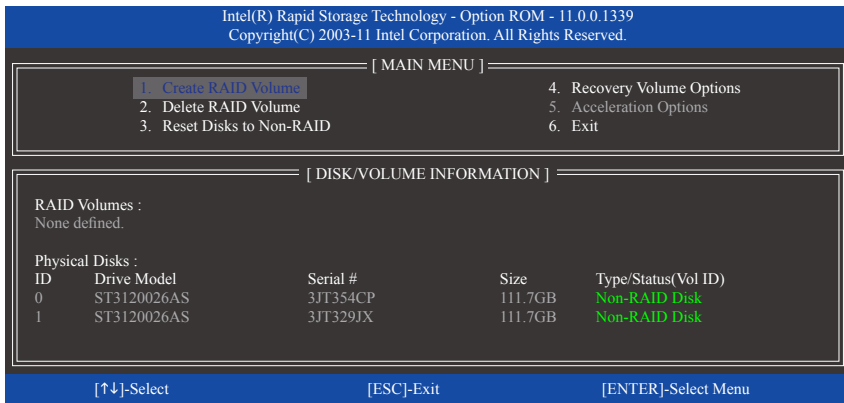 Intel(R) Rapid Storage Technology - Option ROM - 11.0.0.1339
Copyright(C) 2003-11 Intel Corporation. All Rights Reserved.
[ MAIN MENU ]
1. Create RAID Volume 4. Recovery Volume Options
2. Delete RAID Volume 5. Acceleration Options
3. Reset Disks to Non-RAID 6. Exit
[ DISK/VOLUME INFORMATION ]
RAID Volumes :
None defined.
Physical Disks :
ID Drive Model Serial # Size Type/Status(Vol ID)
0 ST3120026AS 3JT354CP 111.7GB Non-RAID Disk
1 ST3120026AS 3JT329JX 111.7GB Non-RAID Disk
[↑↓]-Select [ESC]-Exit [ENTER]-Select Menu